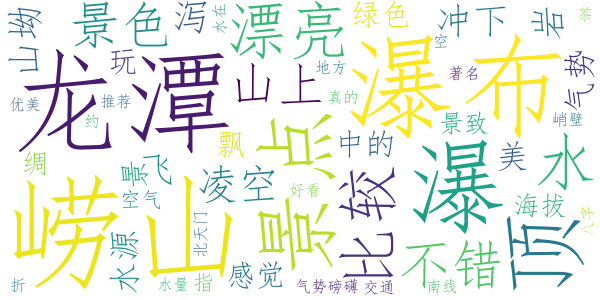 山坳
景色
泻
水在
漂亮
绿色
冲下
岩
茶
龙潭
玩
山上
地方
真的
瀑布
空
著名
气势
优美
推荐
约
飘
景点
中的
景致
峭壁
绸
景
飞
凌空
好看
比较
瀑
美
水
崂山
空气
北天门
海拔
顶
八字
水源
感觉
不错
折
水量
指
气势磅礴
交通
南线